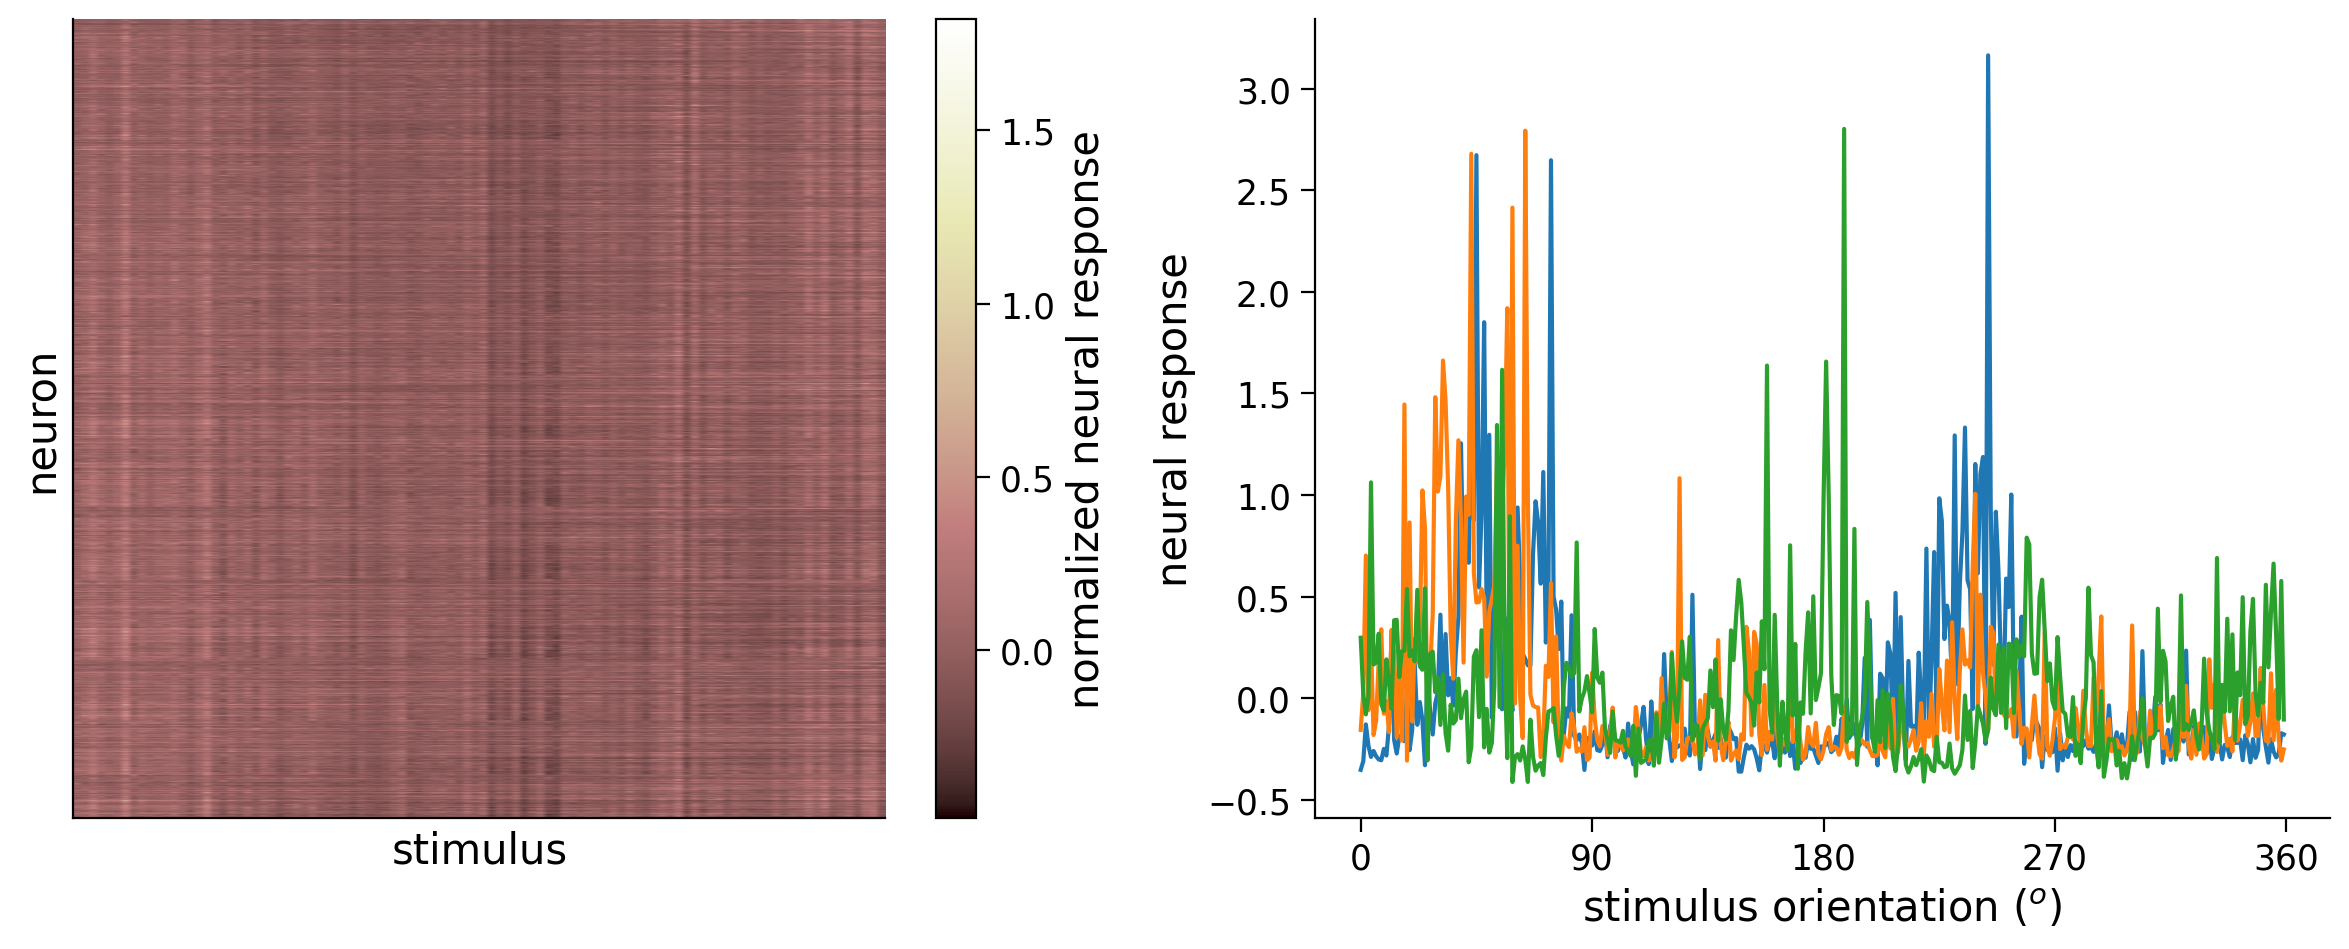 neuron
stimulus
1.5
1.0
0.5
0.0
normalized neural response
neural response
3.0
2.5
2.0
1.5
1.0
0.5
0.0
−0.5
0 90 180 270 360
stimulus orientation (o)